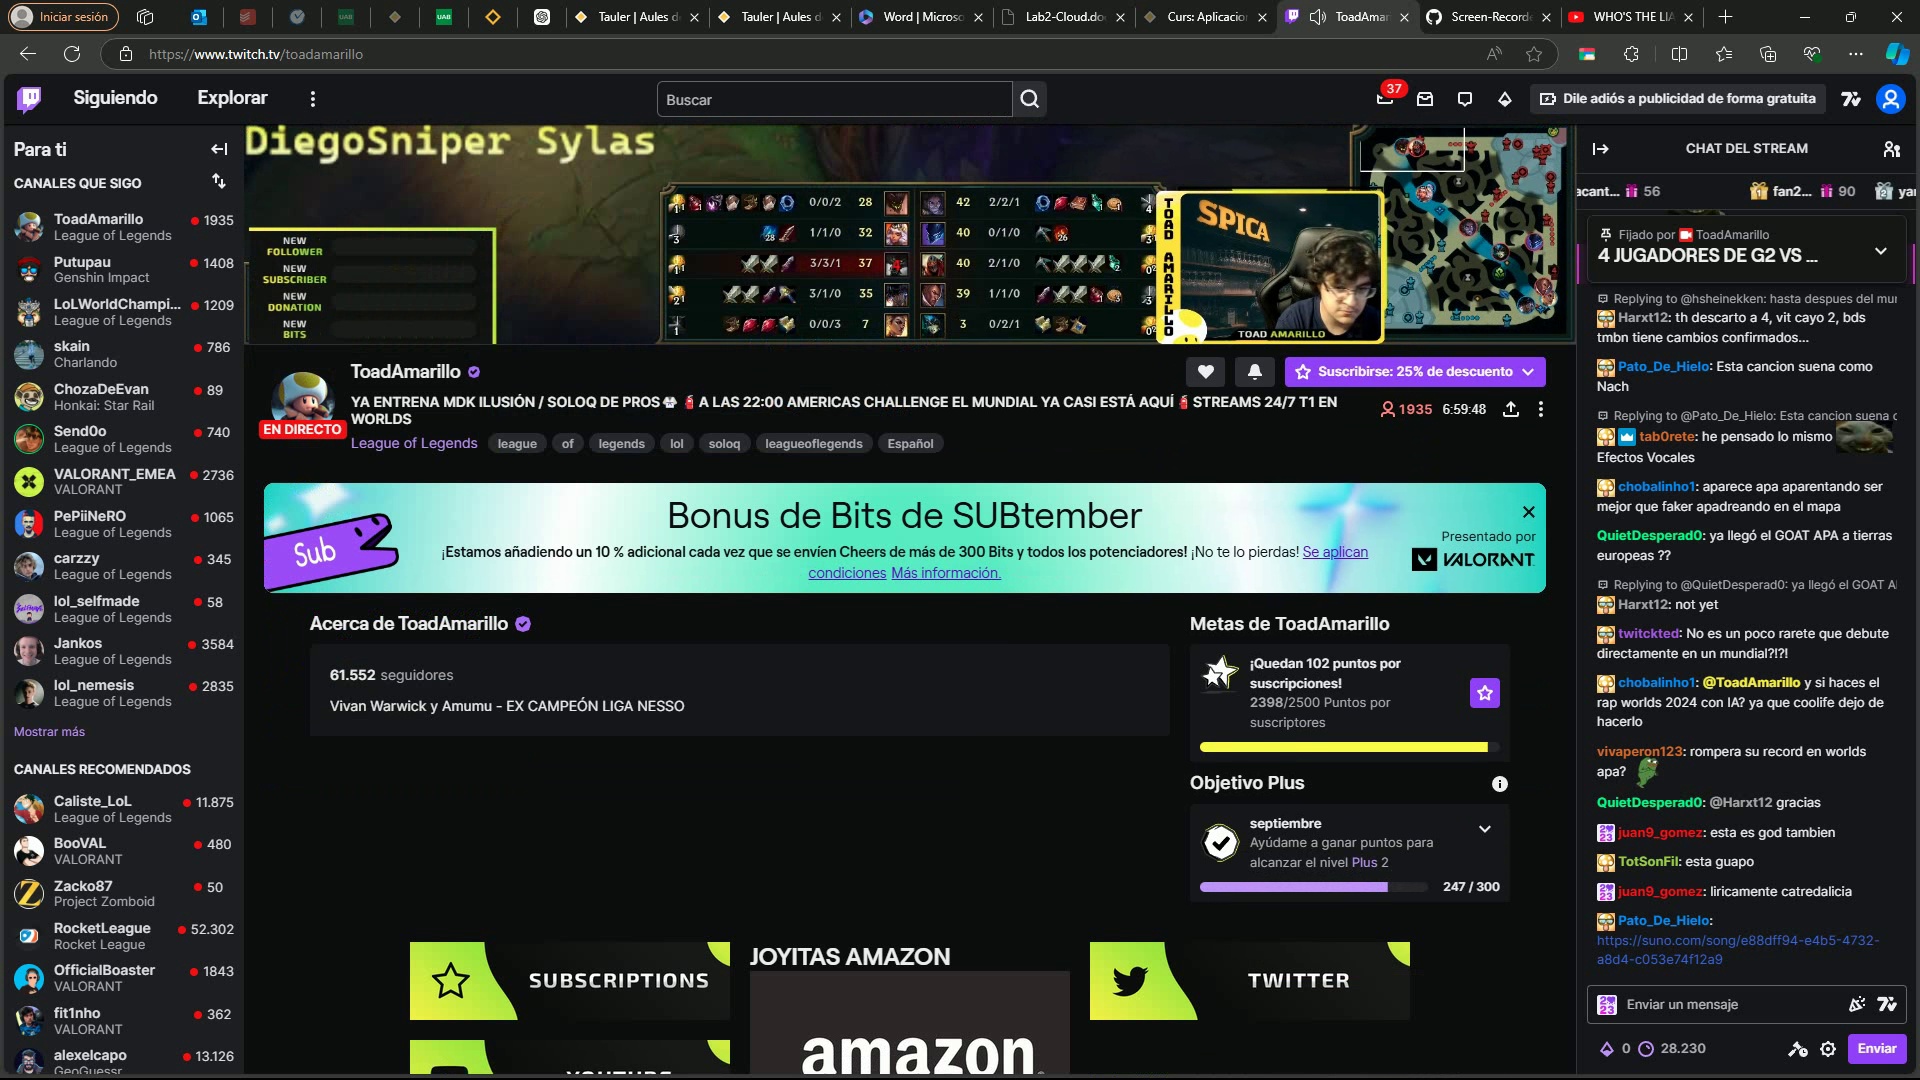 Iniciar sesión
Tauler | Aules d
Tauler | Aules d
Word | Microso
Lab2-Cloud.do
Curs: Aplicacio
ToadAmar
Screen-Record
WHO'S THE LIA
https://www.twitch.tv/toadamarillo
Siguiendo
Explorar
Buscar
37
Dile adiós a publicidad de forma gratuita
Para ti
CANALES QUE SIGO
ToadAmarillo
1935
League of Legends
Putupau
1408
Genshin Impact
LoLWorldChampi...
1209
League of Legends
skain
786
Charlando
ChozaDeEvan
89
Honkai: Star Rail
Send0o
740
League of Legends
VALORANT_EMEA
2736
VALORANT
PePiiNeRO
1065
League of Legends
carzzy
345
League of Legends
lol_selfmade
58
League of Legends
Jankos
3584
League of Legends
lol_nemesis
2835
League of Legends
Mostrar más
CANALES RECOMENDADOS
Caliste_LoL
11.875
League of Legends
BooVAL
480
VALORANT
Zacko87
50
Project Zomboid
RocketLeague
52.302
Rocket League
OfficialBoaster
1843
VALORANT
fit1nho
362
VALORANT
alexelcapo
13.126
GeoGuessr
DiegoSniper Sylas
NEW
FOLLOWER
NEW
SUBSCRIBER
NEW
DONATION
NEW
BITS
0/0/2 28 42 2/2/1
1/1/0 32 40 0/1/0
3/3/1 37 40 2/1/0
3/1/0 35 39 1/1/0
0/0/3 7 3 0/2/1
TOAD AMARILLO
SPICA
TOAD AMARILLO
ToadAmarillo
Suscribirse: 25% de descuento
YA ENTRENA MDK ILUSIÓN / SOLOQ DE PROS A LAS 22:00 AMERICAS CHALLENGE EL MUNDIAL YA CASI ESTÁ AQUÍ STREAMS 24/7 T1 EN
WORLDS
1935 6:59:48
EN DIRECTO
League of Legends
league
of
legends
lol
soloq
leagueoflegends
Español
Bonus de Bits de SUBtember
Sub
¡Estamos añadiendo un 10 % adicional cada vez que se envíen Cheers de más de 300 Bits y todos los potenciadores! ¡No te lo pierdas! Se aplican
condiciones Más información.
Presentado por
VALORANT
Acerca de ToadAmarillo
61.552 seguidores
Vivan Warwick y Amumu - EX CAMPEÓN LIGA NESSO
Metas de ToadAmarillo
¡Quedan 102 puntos por
suscripciones!
2398/2500 Puntos por
suscriptores
Objetivo Plus
septiembre
Ayúdame a ganar puntos para
alcanzar el nivel Plus 2
247 / 300
SUBSCRIPTIONS
JOYITAS AMAZON
amazon
TWITTER
YOUTUBE
CHAT DEL STREAM
acant... 56
fan2... 90
yar
Fijado por ToadAmarillo
4 JUGADORES DE G2 VS ...
Replying to @hsheinekken: hasta despues del mur
Harxt12: th descarto a 4, vit cayo 2, bds
tmbn tiene cambios confirmados...
Pato_De_Hielo: Esta cancion suena como
Nach
Replying to @Pato_De_Hielo: Esta cancion suena c
tab0rete: he pensado lo mismo
Efectos Vocales
chobalinho1: aparece apa aparentando ser
mejor que faker apadreando en el mapa
QuietDesperad0: ya llegó el GOAT APA a tierras
europeas ??
Replying to @QuietDesperad0: ya llegó el GOAT A
Harxt12: not yet
twitckted: No es un poco rarete que debute
directamente en un mundial?!?!
chobalinho1: @ToadAmarillo y si haces el
rap worlds 2024 con IA? ya que coolife dejo de
hacerlo
vivaperon123: rompera su record en worlds
apa?
QuietDesperad0: @Harxt12 gracias
juan9_gomez: esta es god tambien
TotSonFil: esta guapo
juan9_gomez: liricamente catredalicia
Pato_De_Hielo:
https://suno.com/song/e88dff94-e4b5-4732-
a8d4-c053e74f12a9
Enviar un mensaje
0
28.230
Enviar